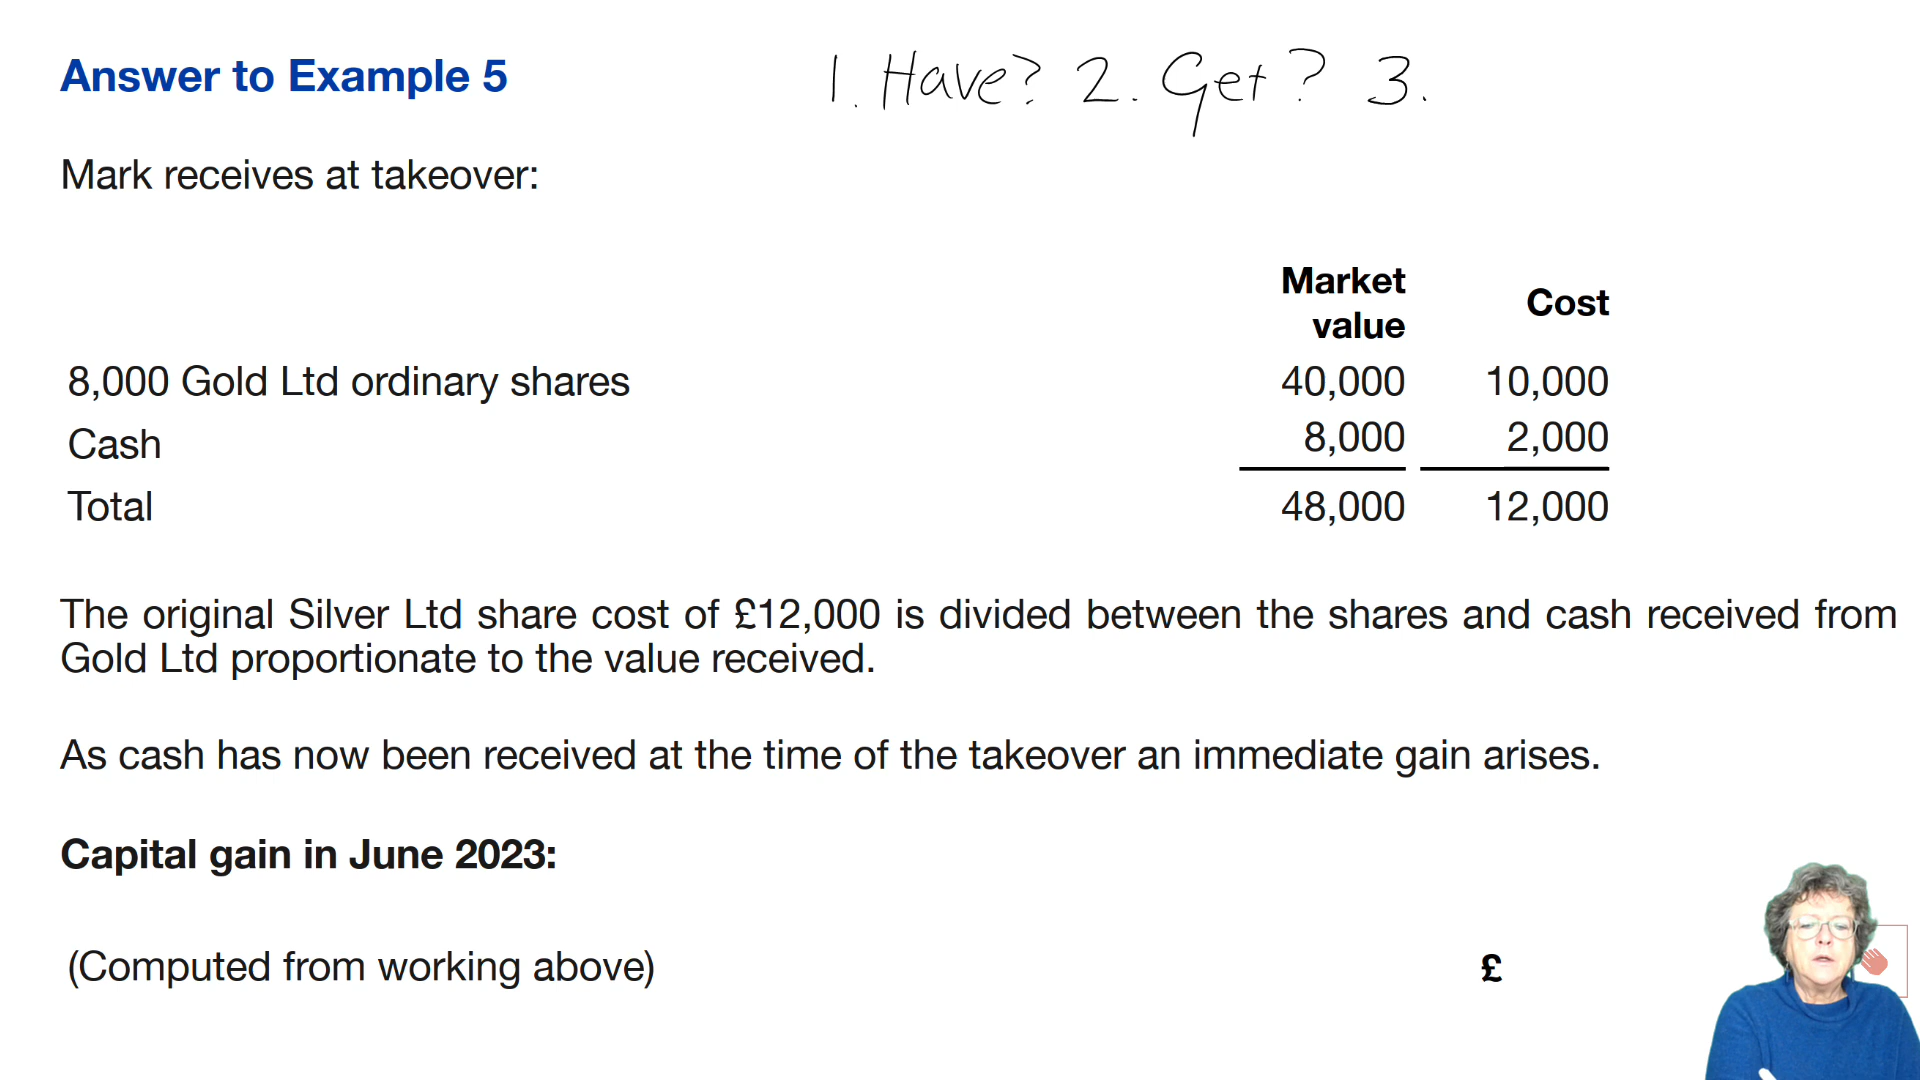 Answer to Example 5
1. Have? 2. Get? 3.
Mark receives at takeover:
Market value
Cost
8,000 Gold Ltd ordinary shares 40,000 10,000
Cash 8,000 2,000
Total 48,000 12,000
The original Silver Ltd share cost of £12,000 is divided between the shares and cash received from
Gold Ltd proportionate to the value received.
As cash has now been received at the time of the takeover an immediate gain arises.
Capital gain in June 2023:
(Computed from working above) £